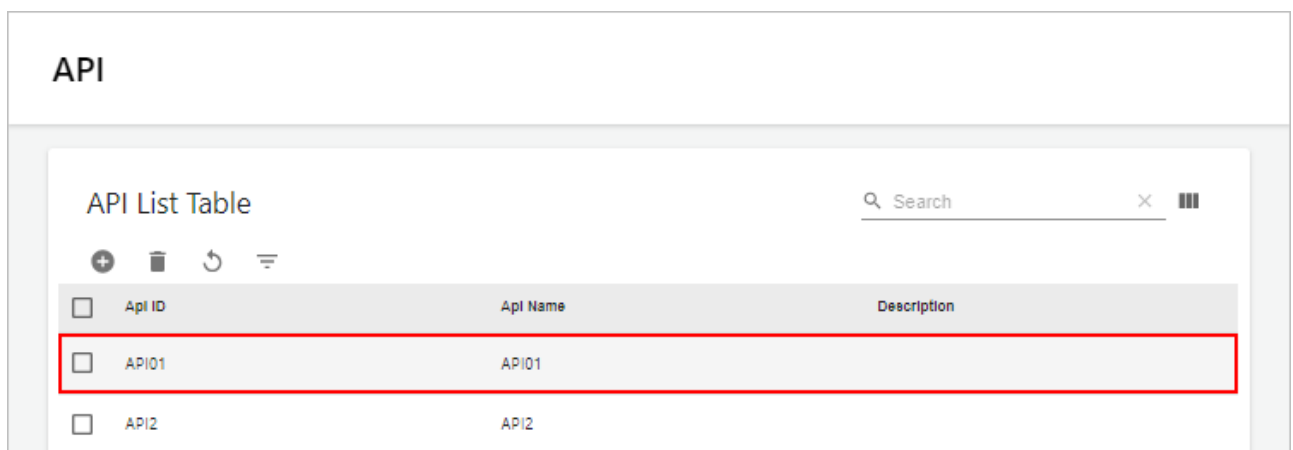 API
API List Table
Search
Api ID Api Name Description
API01 API01
API2 API2